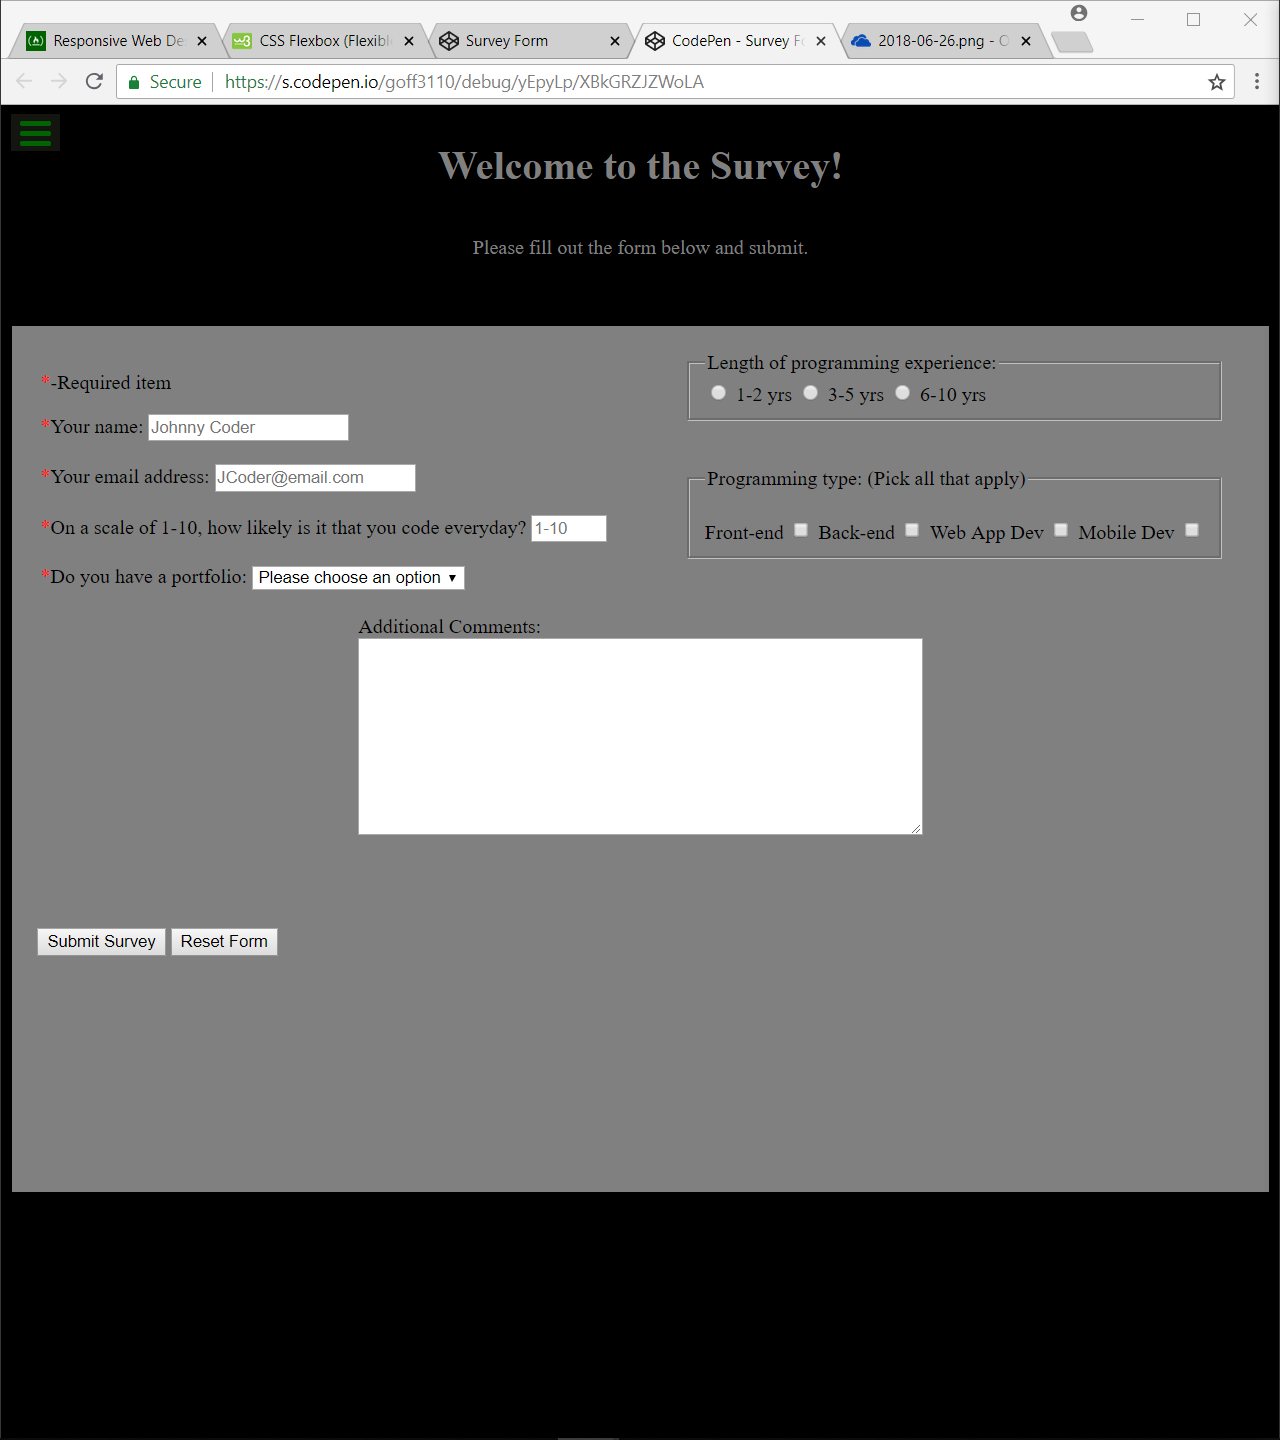 Responsive Web De
CSS Flexbox (Flexibl
Survey Form
CodePen - Survey Fo
2018-06-26.png - O
Secure
https://s.codepen.io/goff3110/debug/yEpyLp/XBkGRZJZWoLA
Welcome to the Survey!
Please fill out the form below and submit.
*-Required item
*Your name: Johnny Coder
*Your email address: JCoder@email.com
*On a scale of 1-10, how likely is it that you code everyday? 1-10
*Do you have a portfolio: Please choose an option
Length of programming experience:
1-2 yrs 3-5 yrs 6-10 yrs
Programming type: (Pick all that apply)
Front-end Back-end Web App Dev Mobile Dev
Additional Comments:
Submit Survey Reset Form